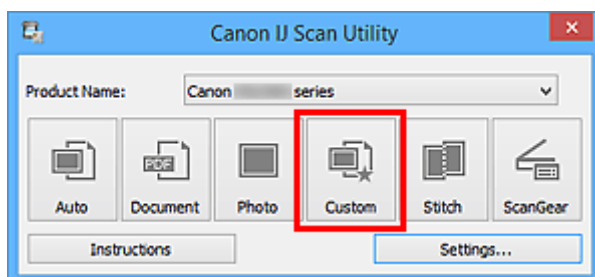 Canon IJ Scan Utility
Product Name: Canon series
PDF
Auto Document Photo Custom Stitch ScanGear
Instructions Settings...